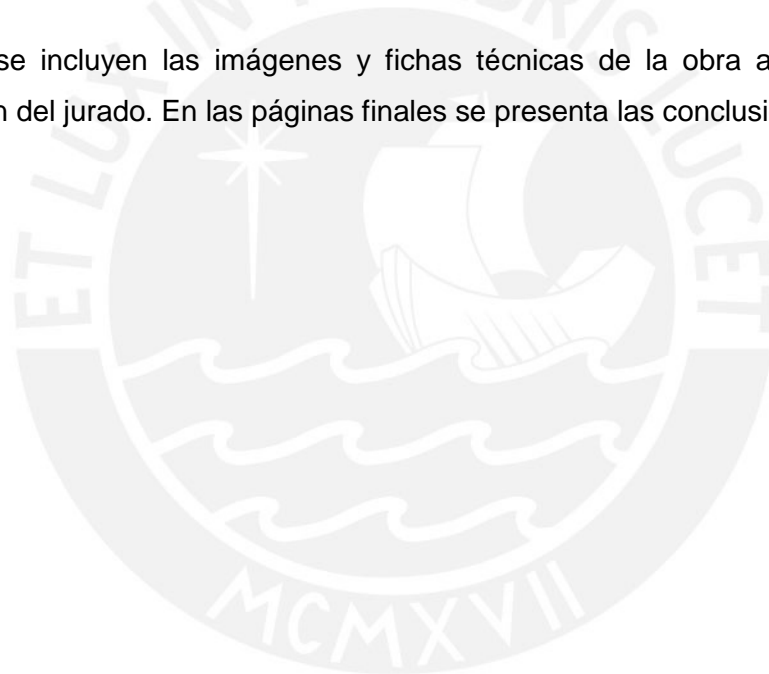 se incluyen las imágenes y fichas técnicas de la obra a
del jurado. En las páginas finales se presenta las conclusi
ET LUX IN BRIS LUCET
MCMXVII